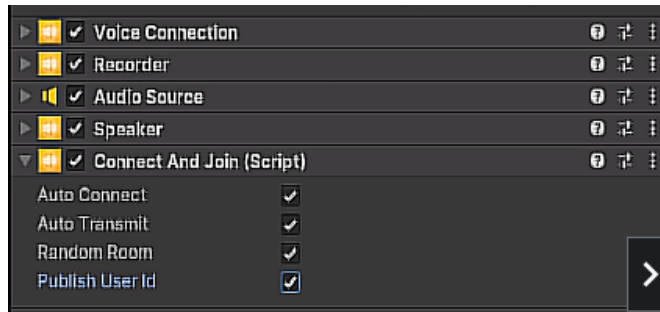 Voice Connection
Recorder
Audio Source
Speaker
Connect And Join (Script)
Auto Connect
Auto Transmit
Random Room
Publish User Id